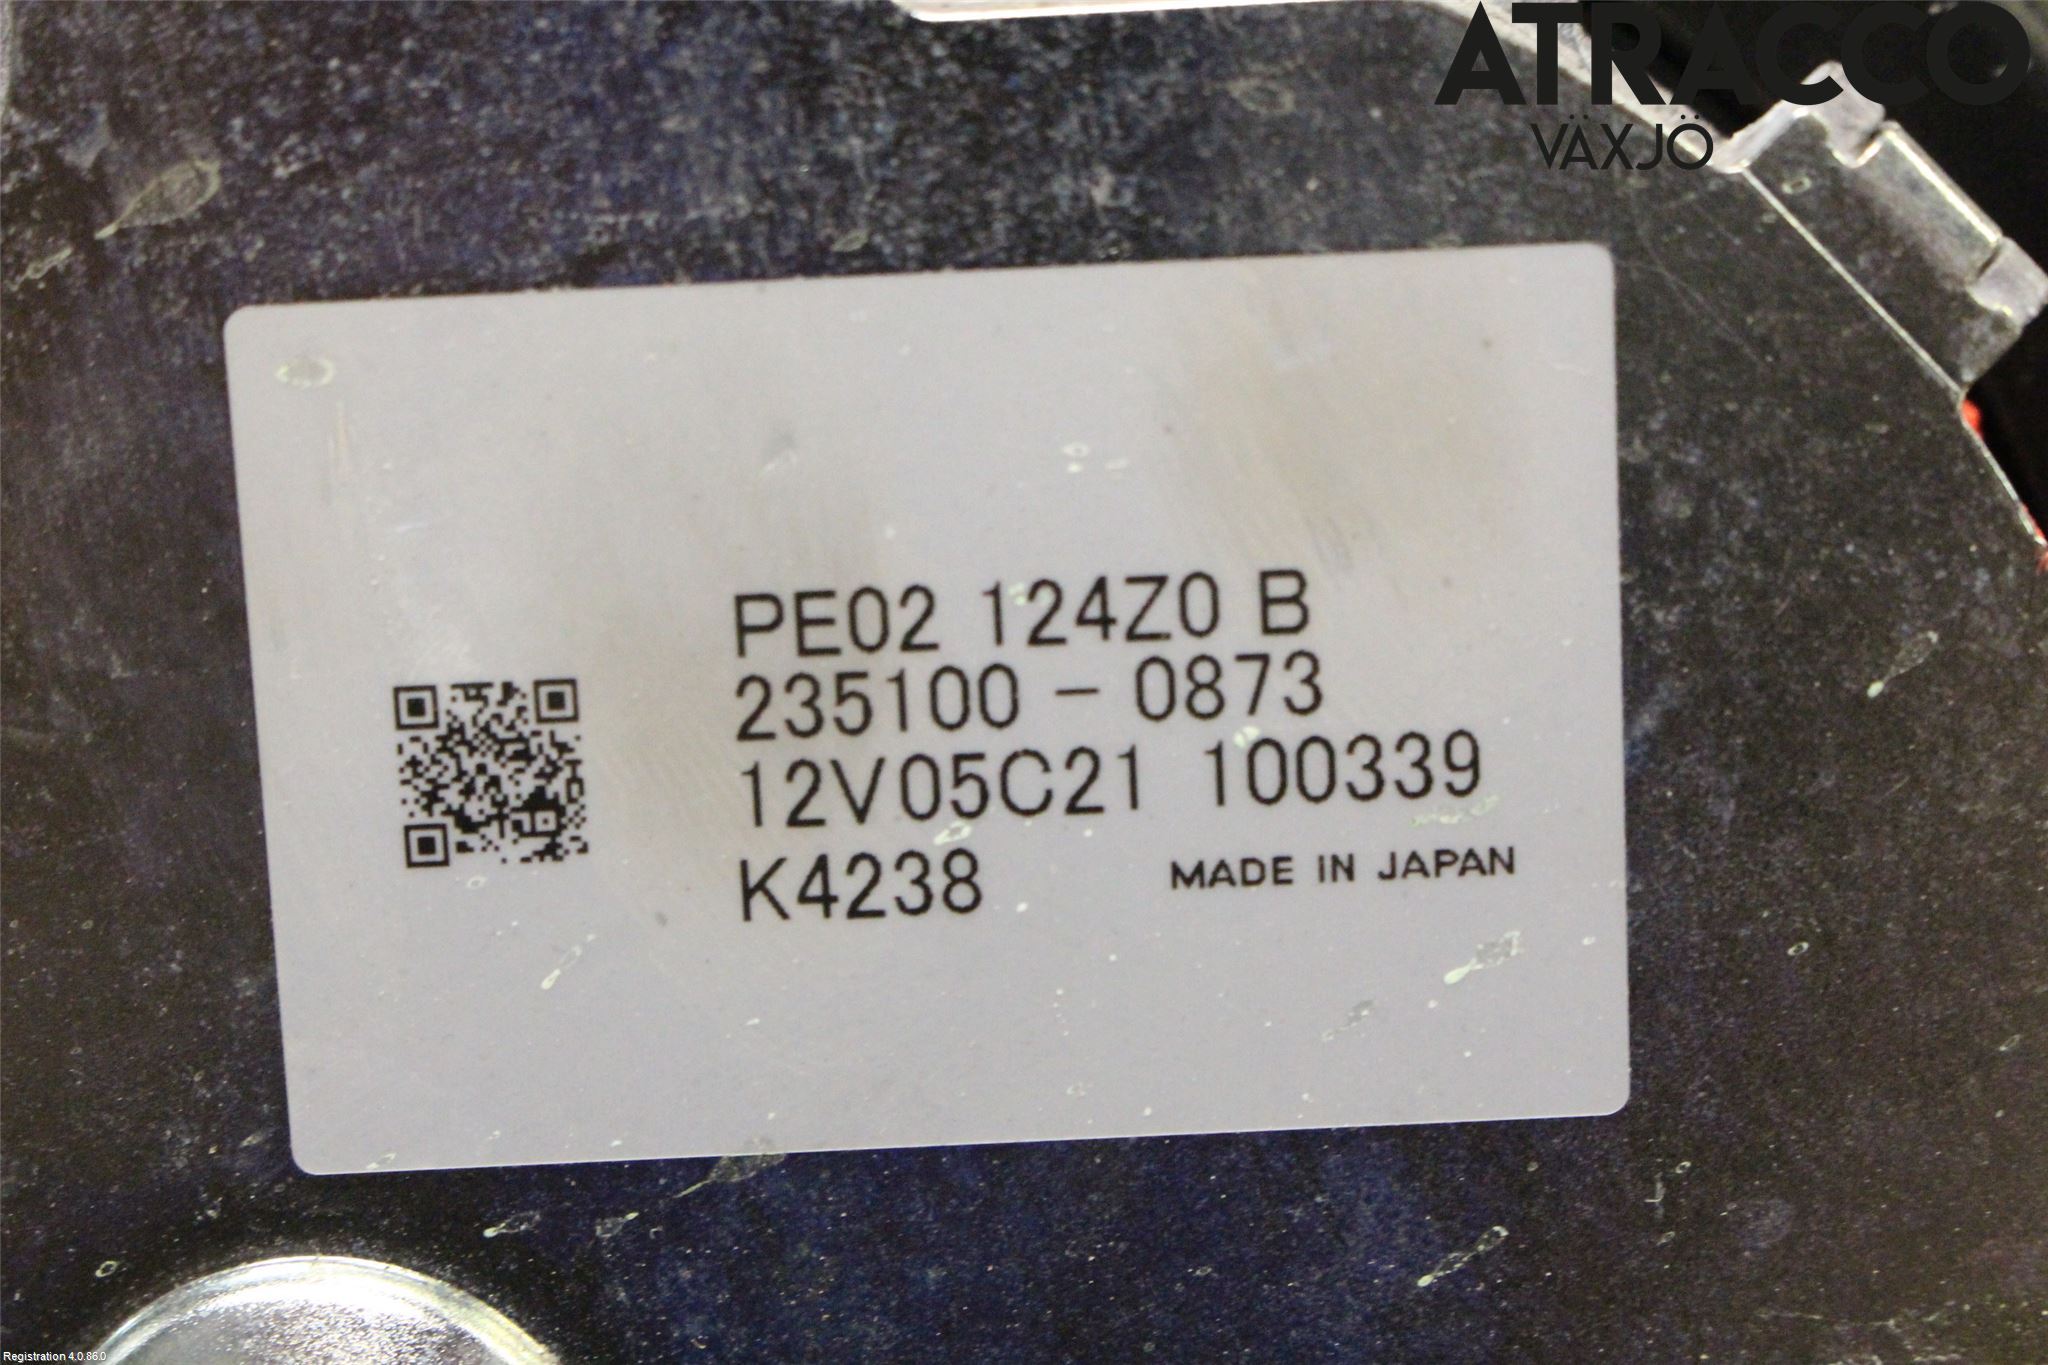 ATRACCO
VÄXJÖ
PE02 124Z0 B
235100-0873
12V05C21 100339
K4238 MADE IN JAPAN
Registration 4.0.86.0